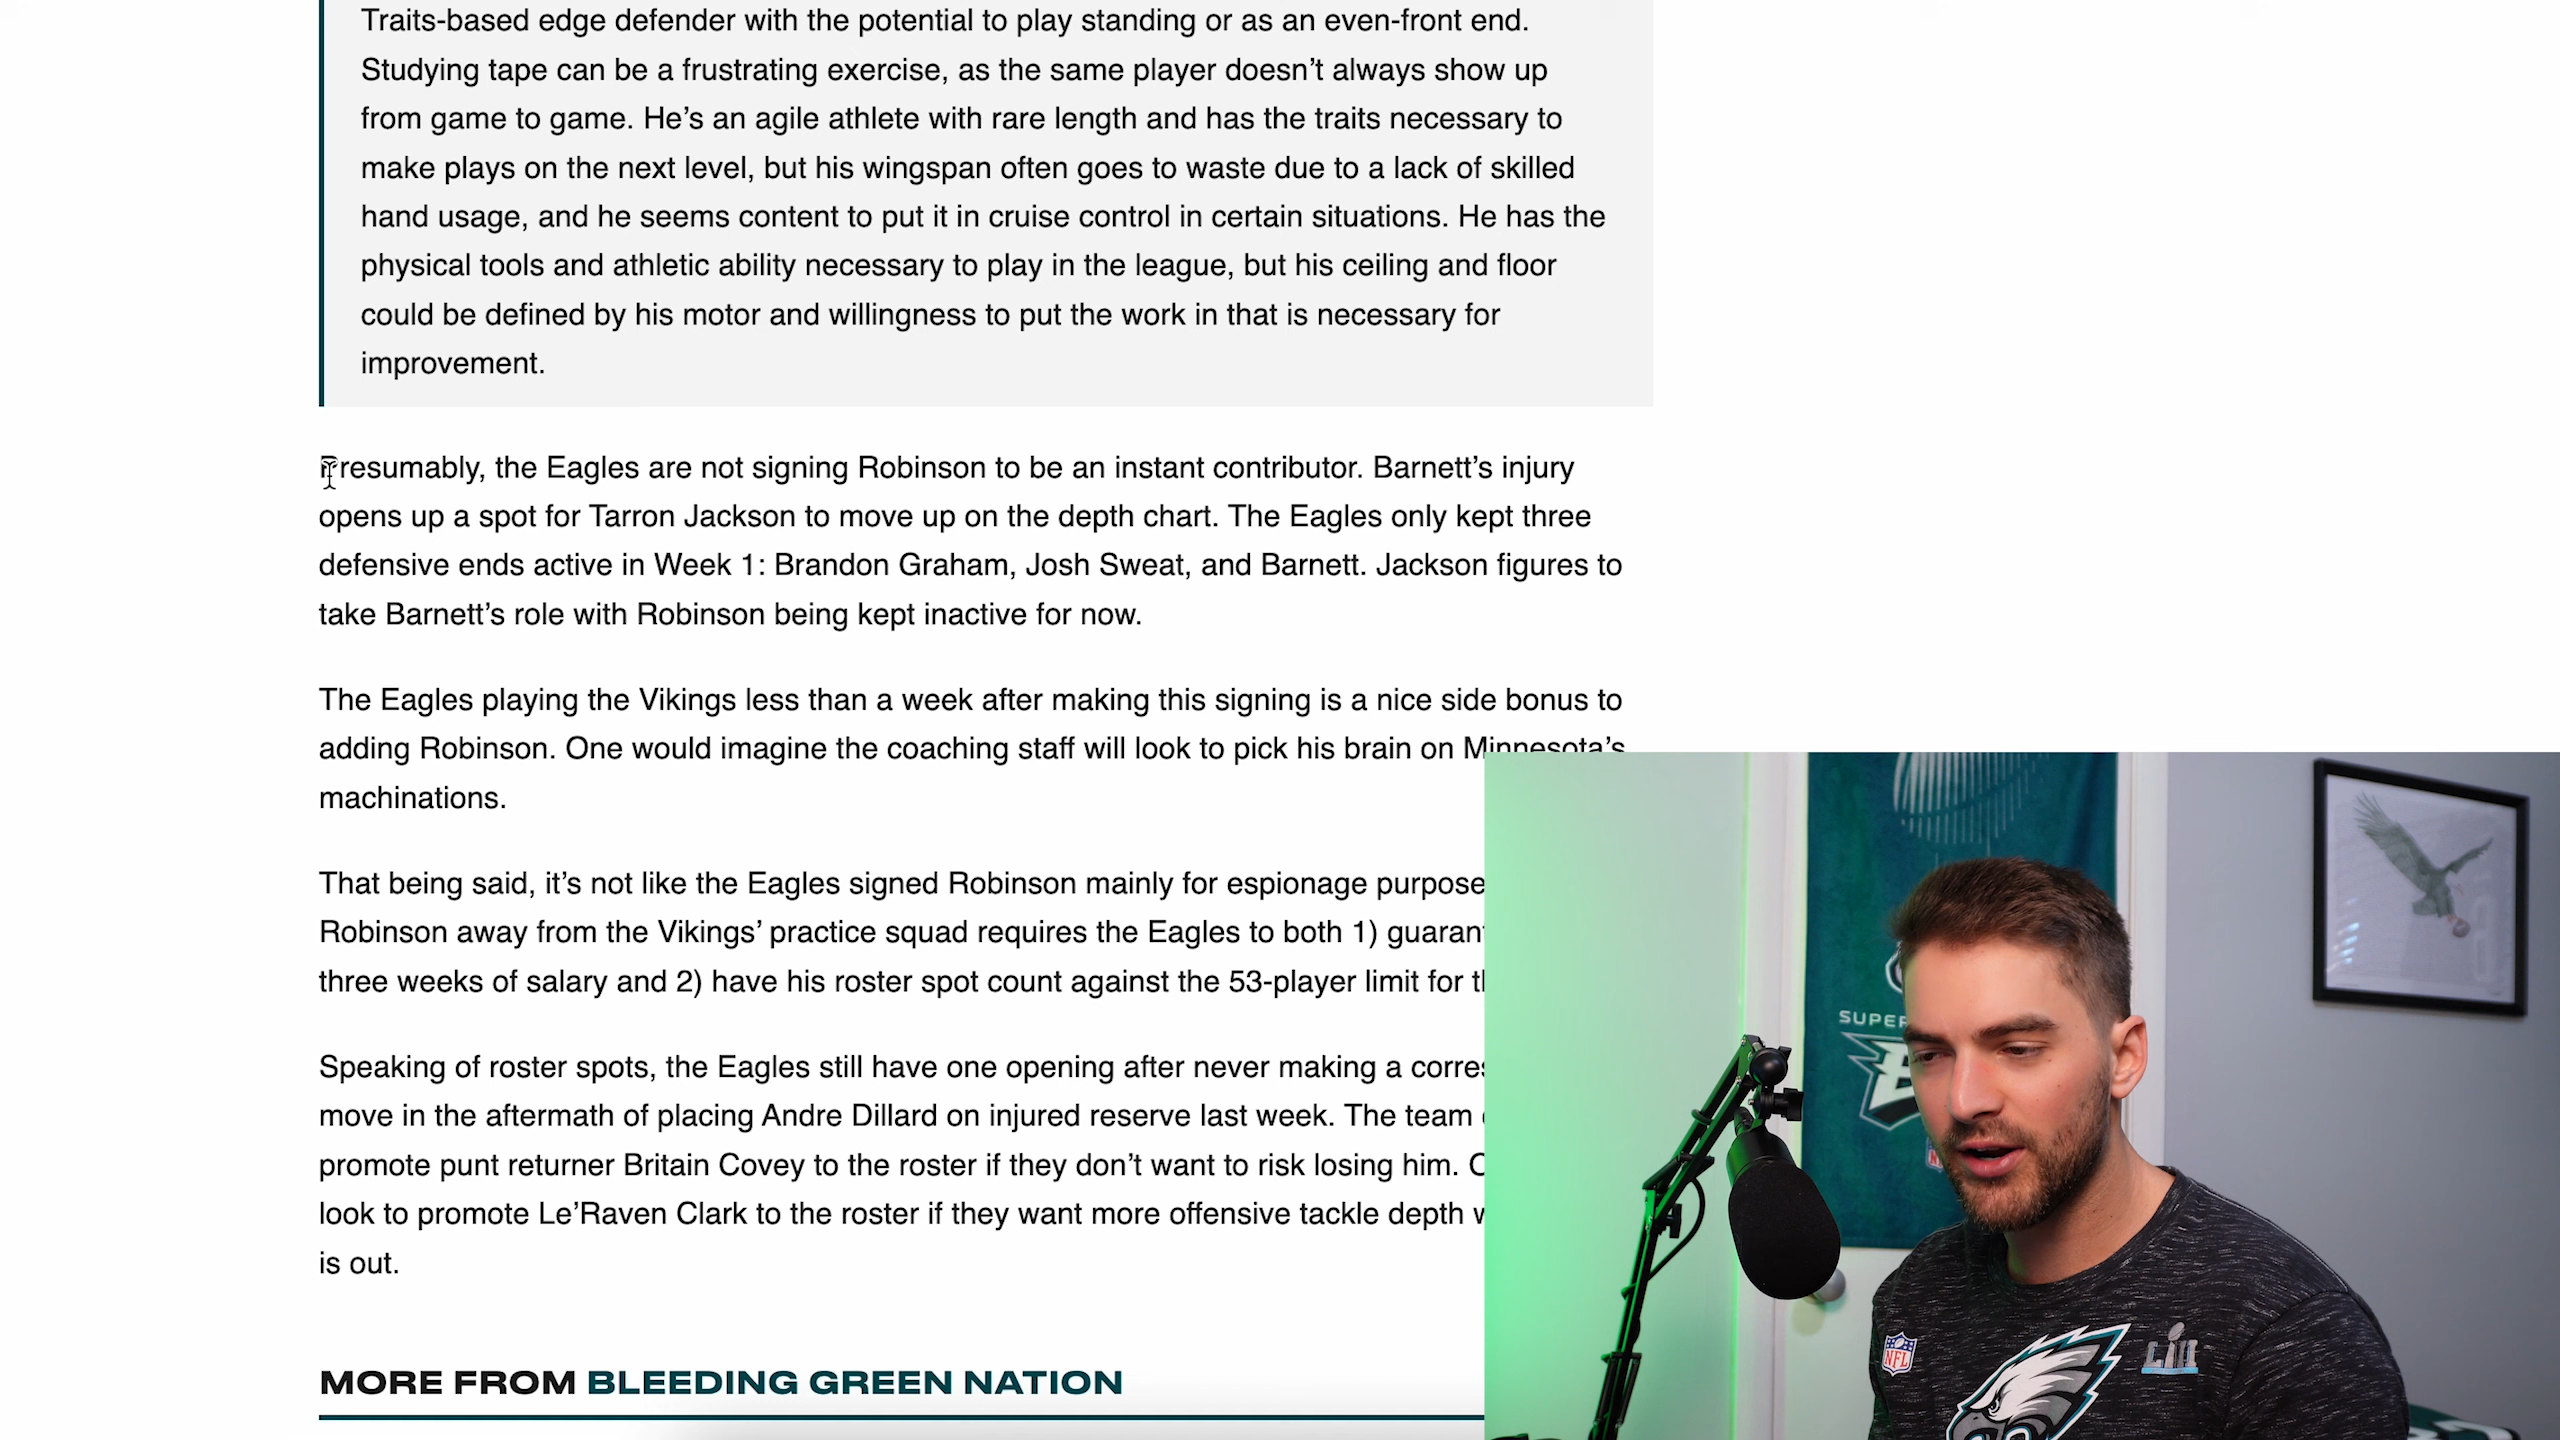 Traits-based edge defender with the potential to play standing or as an even-front end.
Studying tape can be a frustrating exercise, as the same player doesn’t always show up
from game to game. He’s an agile athlete with rare length and has the traits necessary to
make plays on the next level, but his wingspan often goes to waste due to a lack of skilled
hand usage, and he seems content to put it in cruise control in certain situations. He has the
physical tools and athletic ability necessary to play in the league, but his ceiling and floor
could be defined by his motor and willingness to put the work in that is necessary for
improvement.
Presumably, the Eagles are not signing Robinson to be an instant contributor. Barnett’s injury
opens up a spot for Tarron Jackson to move up on the depth chart. The Eagles only kept three
defensive ends active in Week 1: Brandon Graham, Josh Sweat, and Barnett. Jackson figures to
take Barnett’s role with Robinson being kept inactive for now.
The Eagles playing the Vikings less than a week after making this signing is a nice side bonus to
adding Robinson. One would imagine the coaching staff will look to pick his brain on Minnesota’s
machinations.
That being said, it’s not like the Eagles signed Robinson mainly for espionage purpose
Robinson away from the Vikings’ practice squad requires the Eagles to both 1) guaran
three weeks of salary and 2) have his roster spot count against the 53-player limit for
Speaking of roster spots, the Eagles still have one opening after never making a corre
move in the aftermath of placing Andre Dillard on injured reserve last week. The team
promote punt returner Britain Covey to the roster if they don’t want to risk losing him.
look to promote Le’Raven Clark to the roster if they want more offensive tackle depth
is out.
MORE FROM BLEEDING GREEN NATION
SUPER
NFL
LII